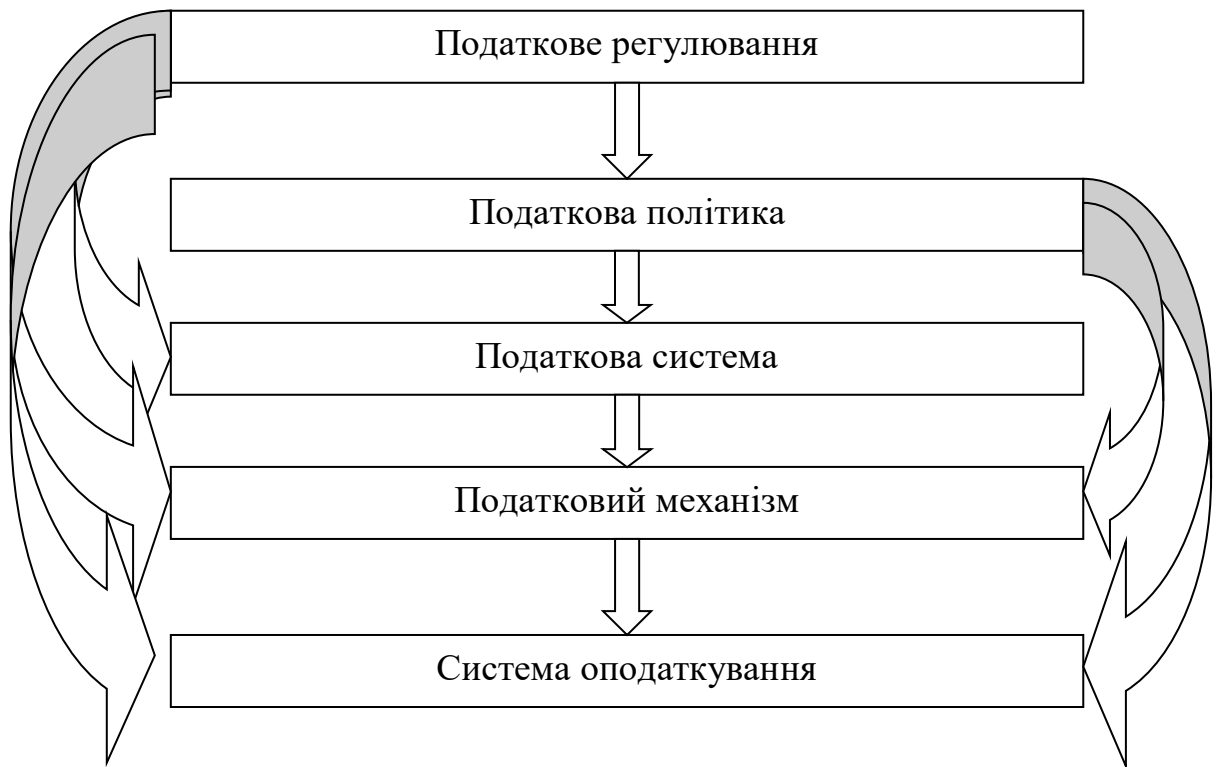 Податкове регулювання
Податкова політика
Податкова система
Податковий механізм
Система оподаткування